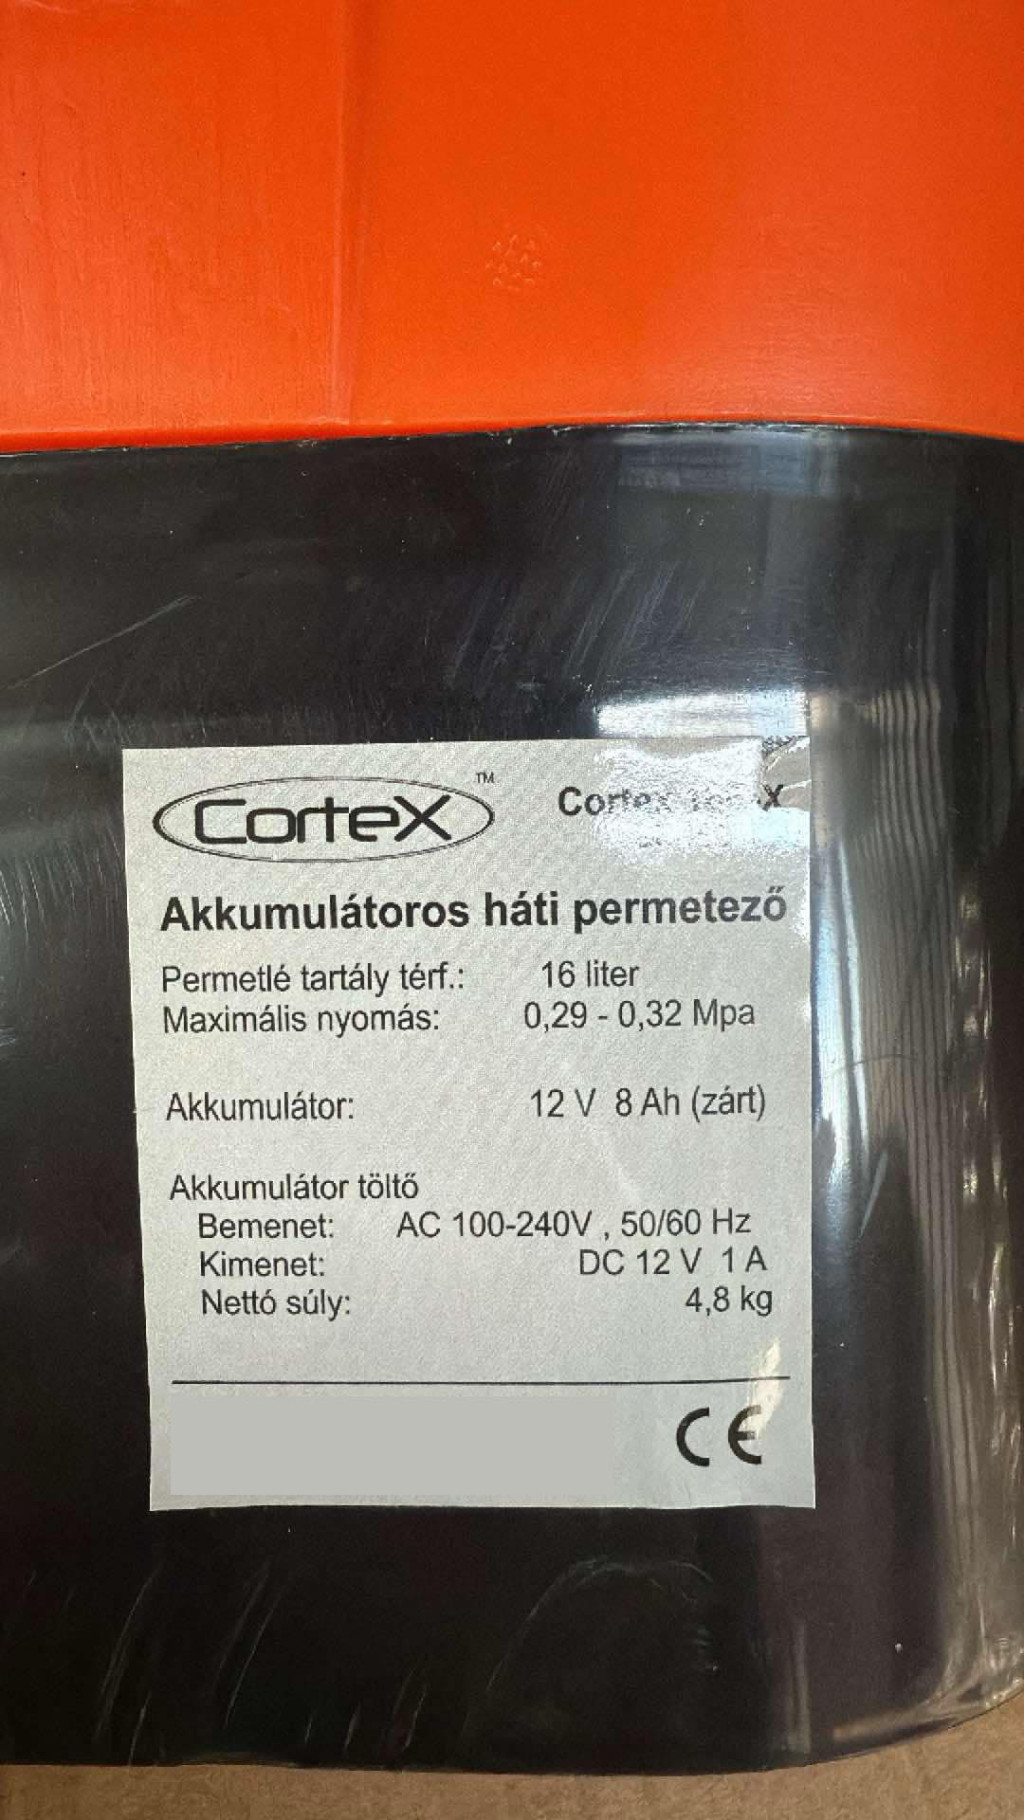 CorteX™ Cortex
Akkumulátoros háti permetező
Permetlé tartály térf.: 16 liter
Maximális nyomás: 0,29 - 0,32 Mpa
Akkumulátor: 12 V 8 Ah (zárt)
Akkumulátor töltő
Bemenet: AC 100-240V , 50/60 Hz
Kimenet: DC 12 V 1 A
Nettó súly: 4,8 kg
CE